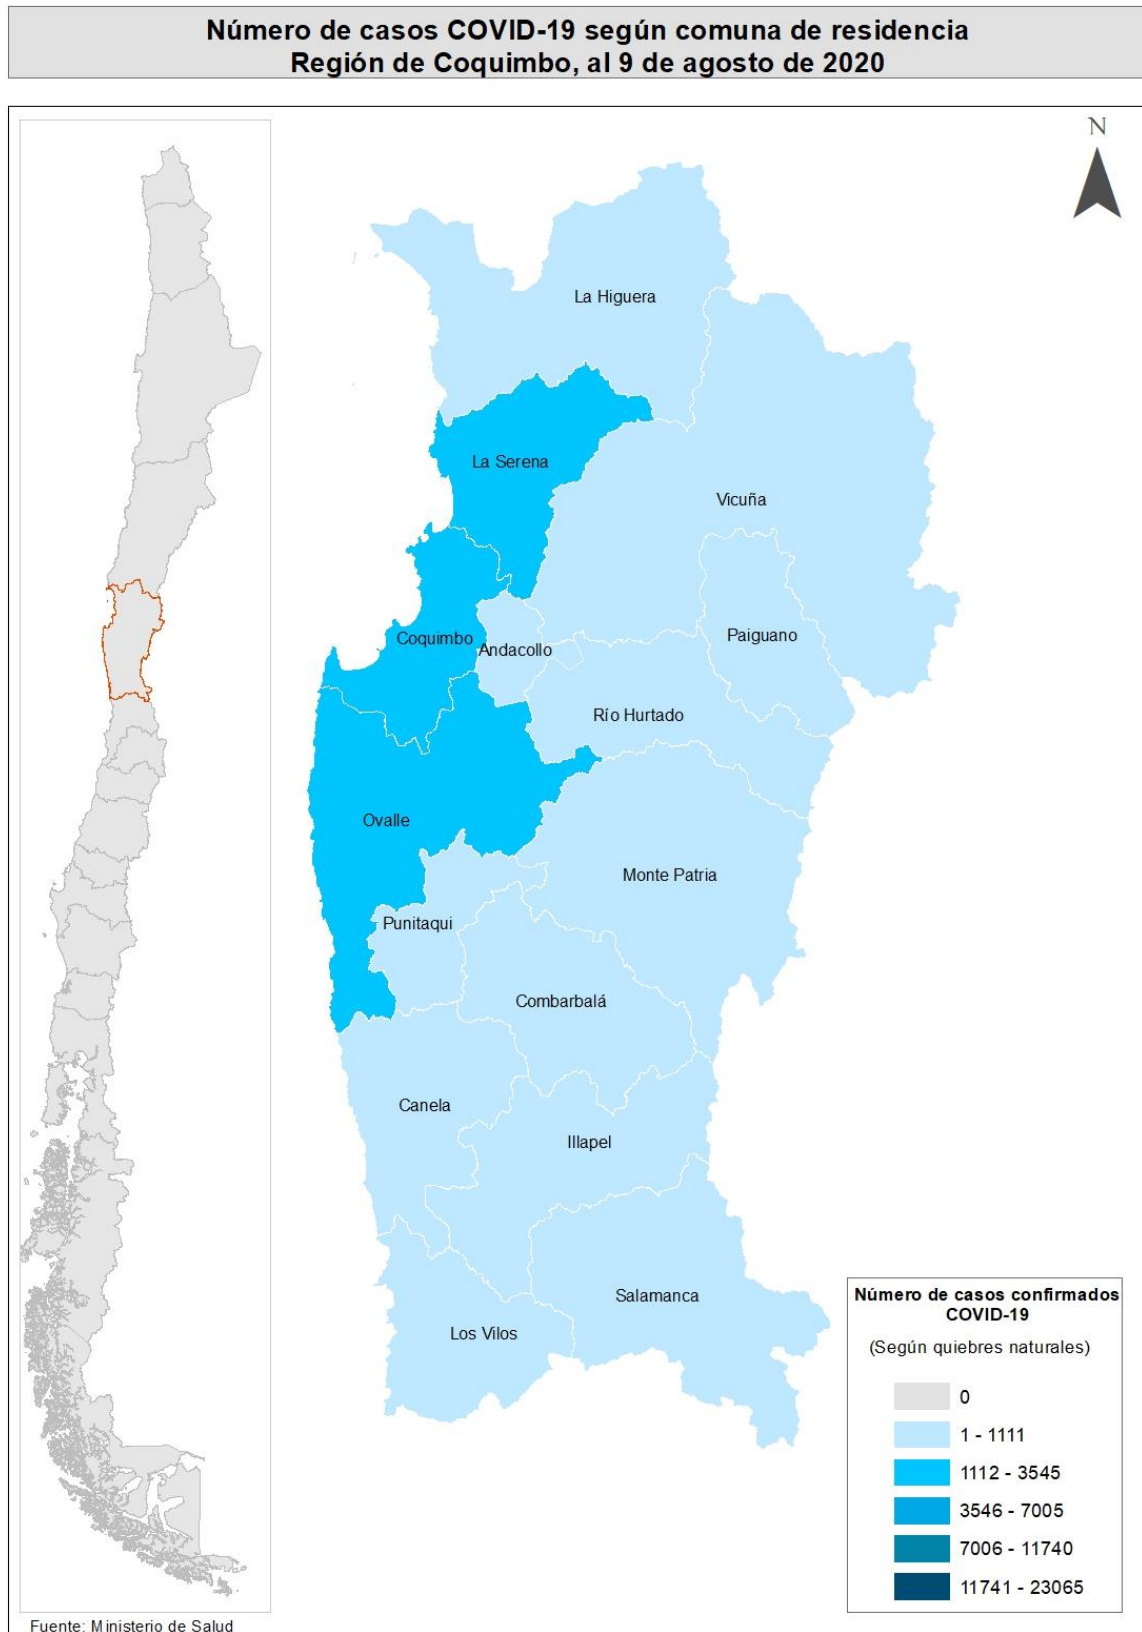 Número de casos COVID-19 según comuna de residencia
Región de Coquimbo, al 9 de agosto de 2020
N
La Higuera
La Serena
Vicuña
Coquimbo
Andacollo
Paiguano
Río Hurtado
Ovalle
Monte Patria
Punitaqui
Combarbalá
Canela
Illapel
Salamanca
Los Vilos
Número de casos confirmados
COVID-19
(Según quiebres naturales)
0
1 - 1111
1112 - 3545
3546 - 7005
7006 - 11740
11741 - 23065
Fuente: Ministerio de Salud